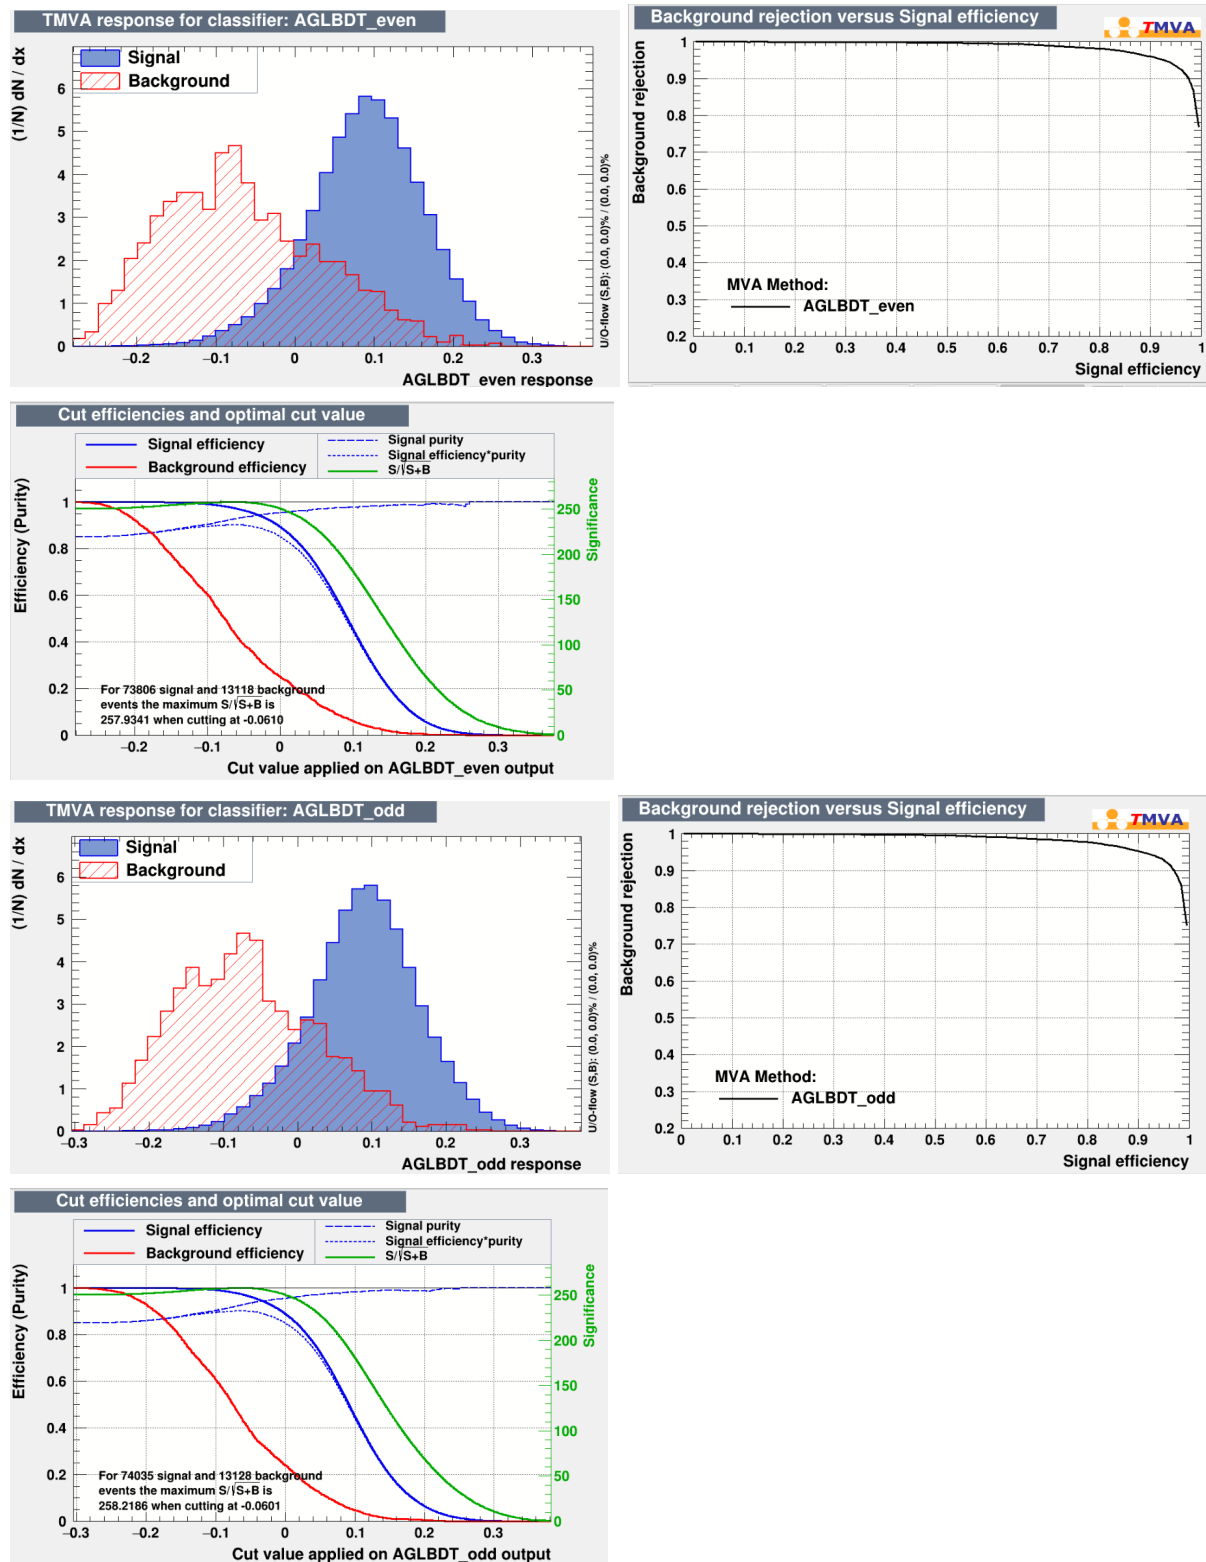 TMVA response for classifier: AGLBDT_even
(1/N) dN / dx
Signal
Background
6
5
4
3
2
1
0
−0.2
−0.1
0
0.1
0.2
0.3
AGLBDT_even response
U/O-flow (S,B): (0.0, 0.0)% / (0.0, 0.0)%
Background rejection versus Signal efficiency
TMVA
Background rejection
1
0.9
0.8
0.7
0.6
0.5
0.4
0.3
0.2
MVA Method:
AGLBDT_even
0 0.1 0.2 0.3 0.4 0.5 0.6 0.7 0.8 0.9 1
Signal efficiency
Cut efficiencies and optimal cut value
Signal efficiency
Background efficiency
Signal purity
Signal efficiency*purity
S/√S+B
Efficiency (Purity)
1
0.8
0.6
0.4
0.2
0
Significance
250
200
150
100
50
0
For 73806 signal and 13118 background
events the maximum S/√S+B is
257.9341 when cutting at -0.0610
−0.2 −0.1 0 0.1 0.2 0.3
Cut value applied on AGLBDT_even output
TMVA response for classifier: AGLBDT_odd
(1/N) dN / dx
Signal
Background
6
5
4
3
2
1
0
−0.3 −0.2 −0.1 0 0.1 0.2 0.3
AGLBDT_odd response
U/O-flow (S,B): (0.0, 0.0)% / (0.0, 0.0)%
Background rejection versus Signal efficiency
TMVA
Background rejection
1
0.9
0.8
0.7
0.6
0.5
0.4
0.3
0.2
MVA Method:
AGLBDT_odd
0 0.1 0.2 0.3 0.4 0.5 0.6 0.7 0.8 0.9 1
Signal efficiency
Cut efficiencies and optimal cut value
Signal efficiency
Background efficiency
Signal purity
Signal efficiency*purity
S/√S+B
Efficiency (Purity)
1
0.8
0.6
0.4
0.2
0
Significance
250
200
150
100
50
0
For 74035 signal and 13128 background
events the maximum S/√S+B is
258.2186 when cutting at -0.0601
−0.3 −0.2 −0.1 0 0.1 0.2 0.3
Cut value applied on AGLBDT_odd output